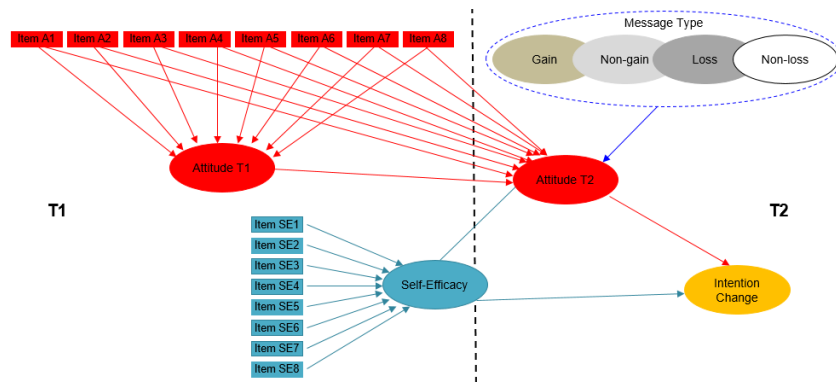 Message Type
Item A1 Item A2 Item A3 Item A4 Item A5 Item A6 Item A7 Item A8
Gain Non-gain Loss Non-loss
Attitude T1 Attitude T2
T1 T2
Item SE1
Item SE2
Item SE3
Item SE4
Item SE5
Item SE6
Item SE7
Item SE8
Self-Efficacy
Intention
Change